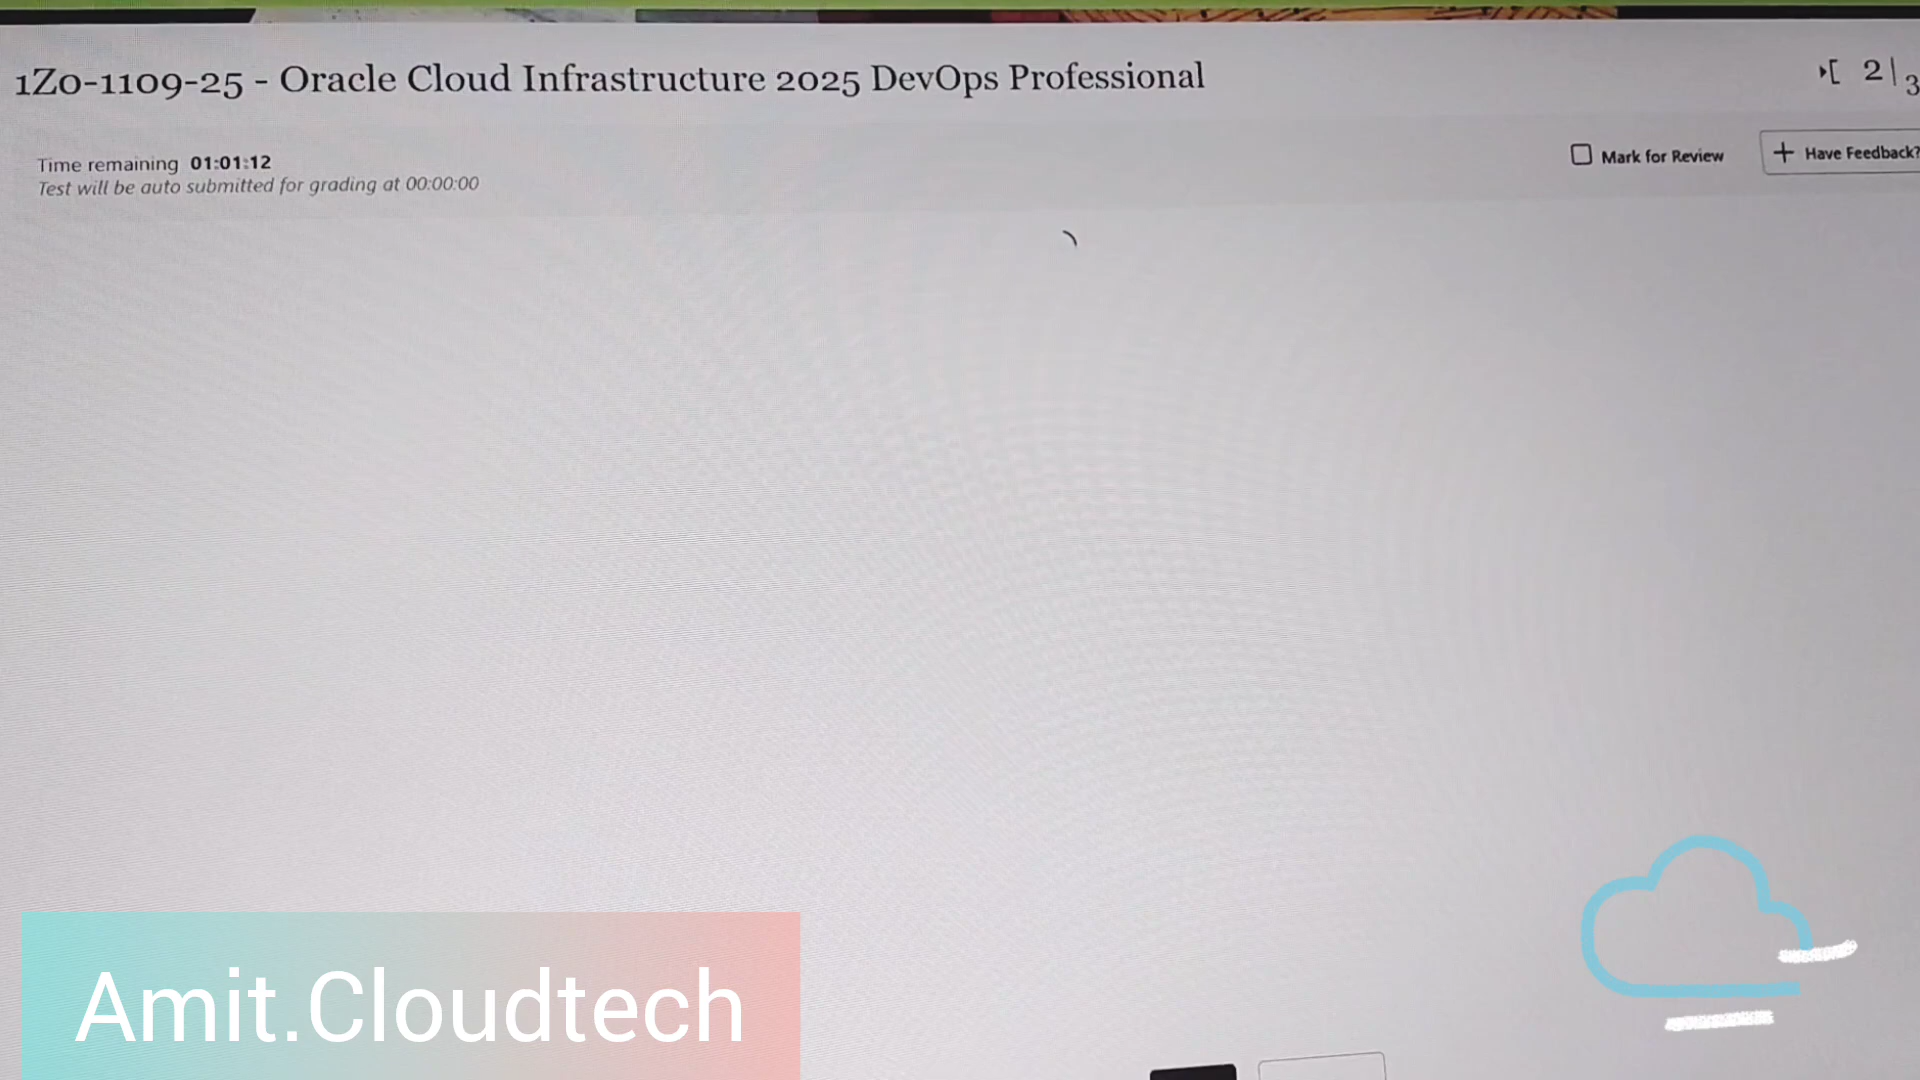 1Z0-1109-25 - Oracle Cloud Infrastructure 2025 DevOps Professional
2 | 3
Time remaining 01:01:12
Test will be auto submitted for grading at 00:00:00
Mark for Review
+ Have Feedback?
Amit.Cloudtech